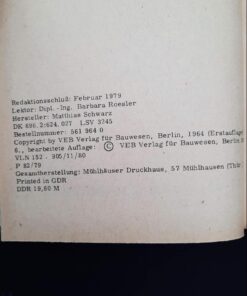 Redaktionsschluß: Februar 1979
Lektor: Dipl.-Ing. Barbara Roesler
Hersteller: Matthias Schwarz
DK 696.2:624.027 LSV 3745
Bestellnummer: 561 964 0
Copyright by VEB Verlag für Bauwesen, Berlin, 1964 (Erstauflage
6., bearbeitete Auflage: © VEB Verlag für Bauwesen, Berlin
VLN 152 · 905/11/80
P 82/79
Gesamtherstellung: Mühlhäuser Druckhaus, 57 Mühlhausen (Thür
Printed in GDR
DDR 19,60 M